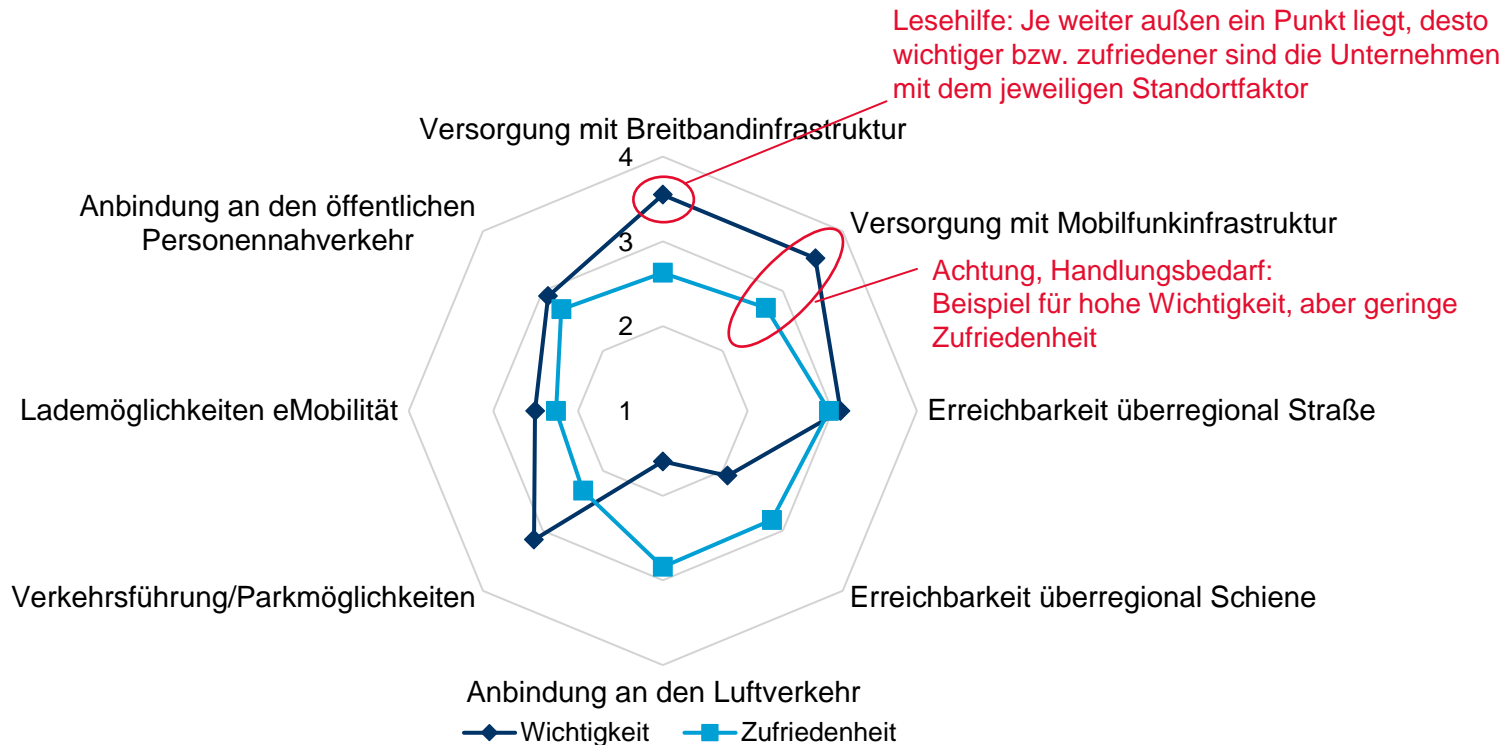 Lesehilfe: Je weiter außen ein Punkt liegt, desto
wichtiger bzw. zufriedener sind die Unternehmen
mit dem jeweiligen Standortfaktor
Versorgung mit Breitbandinfrastruktur
4
Anbindung an den öffentlichen
Personennahverkehr
Versorgung mit Mobilfunkinfrastruktur
3
Achtung, Handlungsbedarf:
Beispiel für hohe Wichtigkeit, aber geringe
Zufriedenheit
2
Lademöglichkeiten eMobilität
1
Erreichbarkeit überregional Straße
Verkehrsführung/Parkmöglichkeiten
Erreichbarkeit überregional Schiene
Anbindung an den Luftverkehr
Wichtigkeit
Zufriedenheit